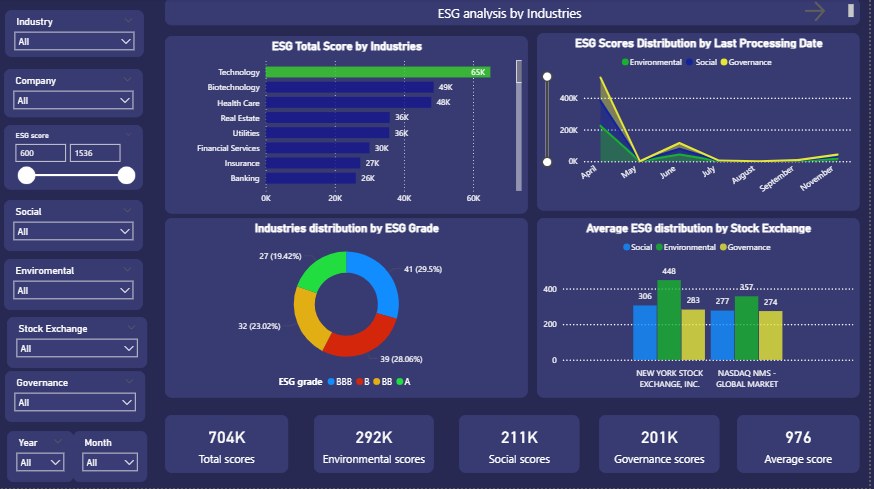 ESG analysis by Industries
Industry
All
Company
All
ESG score
600
1536
Social
All
Enviromental
All
Stock Exchange
All
Governance
All
Year
All
Month
All
ESG Total Score by Industries
Technology 65K
Biotechnology 49K
Health Care 48K
Real Estate 36K
Utilities 36K
Financial Services 30K
Insurance 27K
Banking 26K
0K 20K 40K 60K
ESG Scores Distribution by Last Processing Date
Environmental Social Governance
400K
200K
0K
April May June July August September November
Industries distribution by ESG Grade
27 (19.42%)
41 (29.5%)
32 (23.02%)
39 (28.06%)
ESG grade BBB B BB A
Average ESG distribution by Stock Exchange
Social Environmental Governance
400
200
0
306 448 283 277 357 274
NEW YORK STOCK
EXCHANGE, INC.
NASDAQ NMS -
GLOBAL MARKET
704K
Total scores
292K
Environmental scores
211K
Social scores
201K
Governance scores
976
Average score